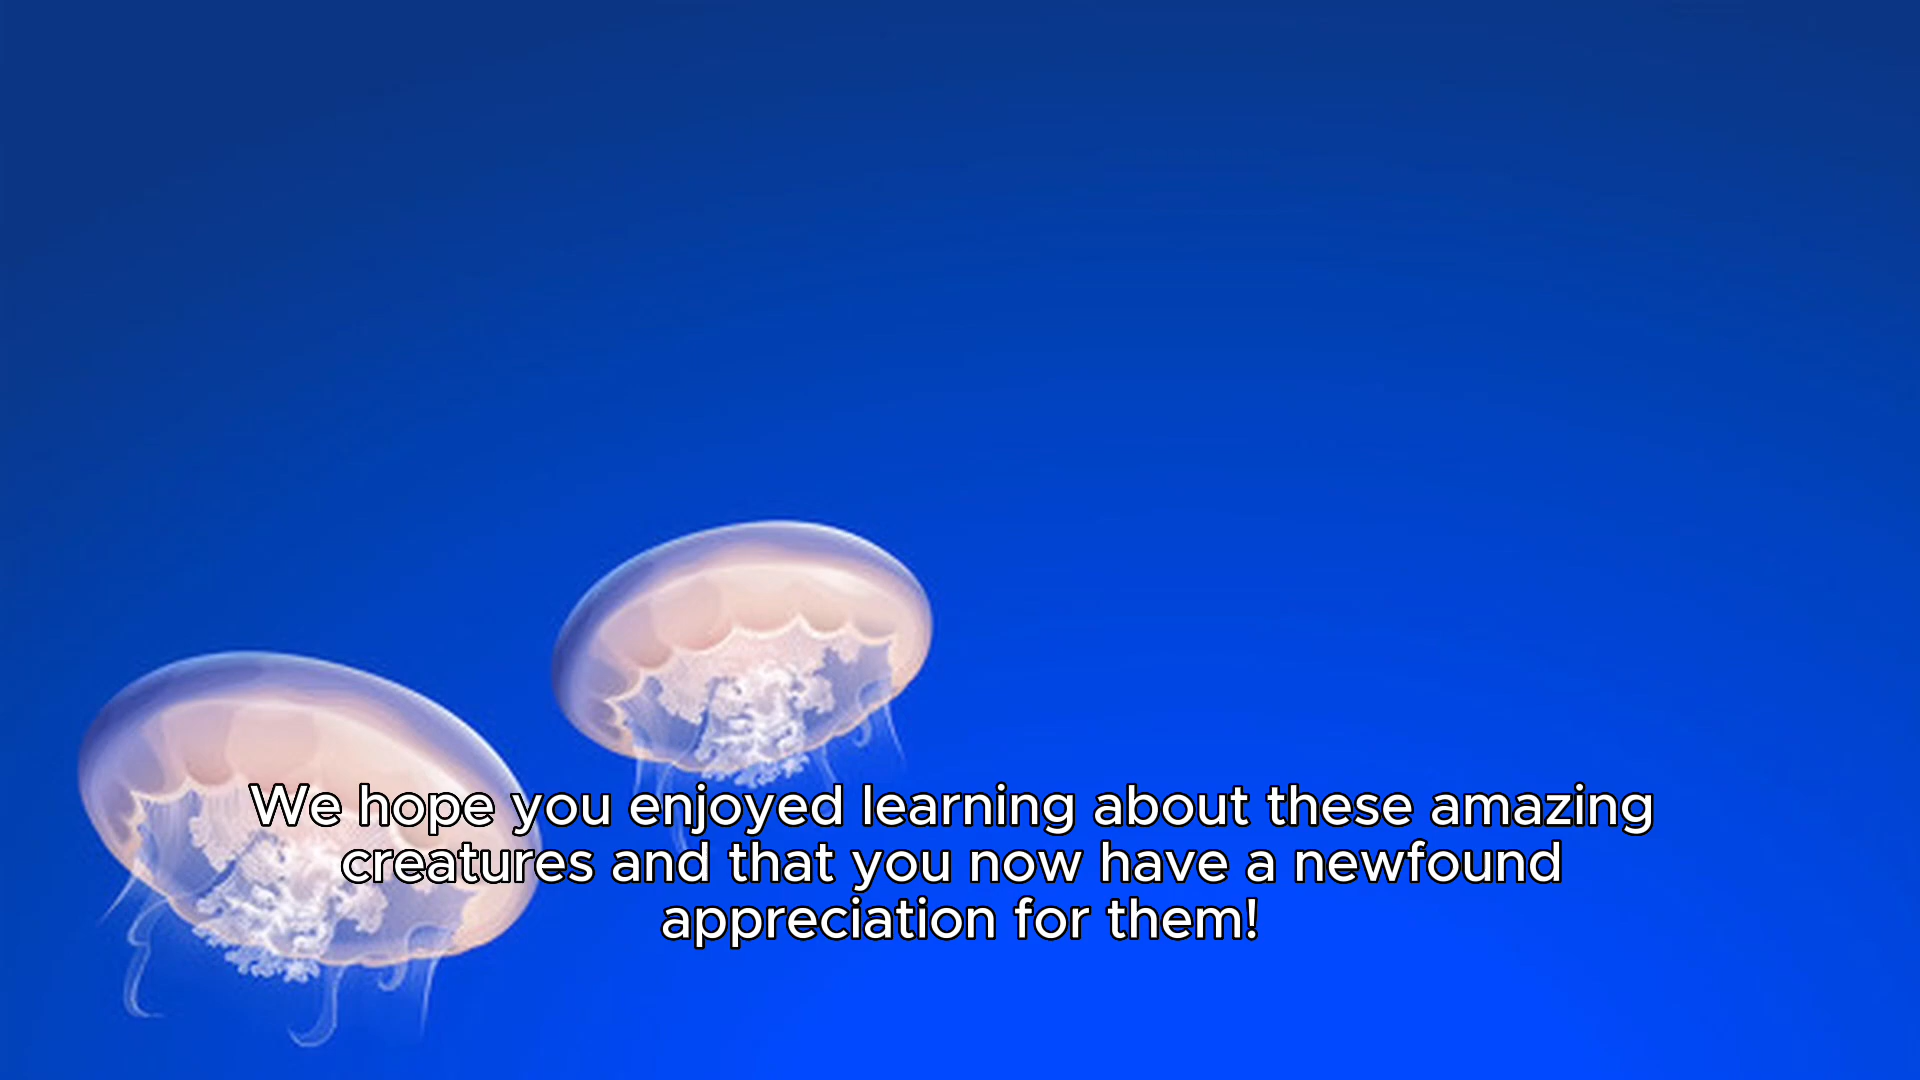 We hope you enjoyed learning about these amazing
creatures and that you now have a newfound
appreciation for them!